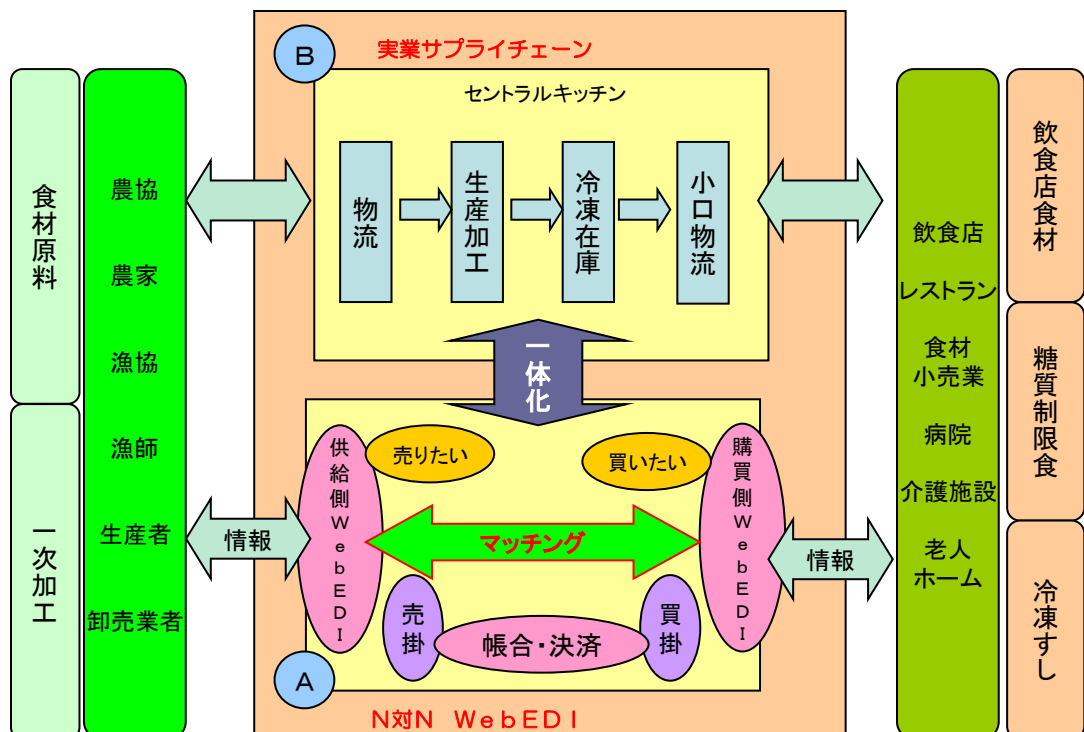 B
実業サプライチェーン
セントラルキッチン
物流
生産加工
冷凍在庫
小口物流
一体化
食材原料
一次加工
農協
農家
漁協
漁師
生産者
卸売業者
情報
供給側WebEDI
売りたい
買いたい
購買側WebEDI
マッチング
売掛
帳合・決済
買掛
A
N対N WebEDI
情報
飲食店
レストラン
食材
小売業
病院
介護施設
老人
ホーム
飲食店食材
糖質制限食
冷凍すし